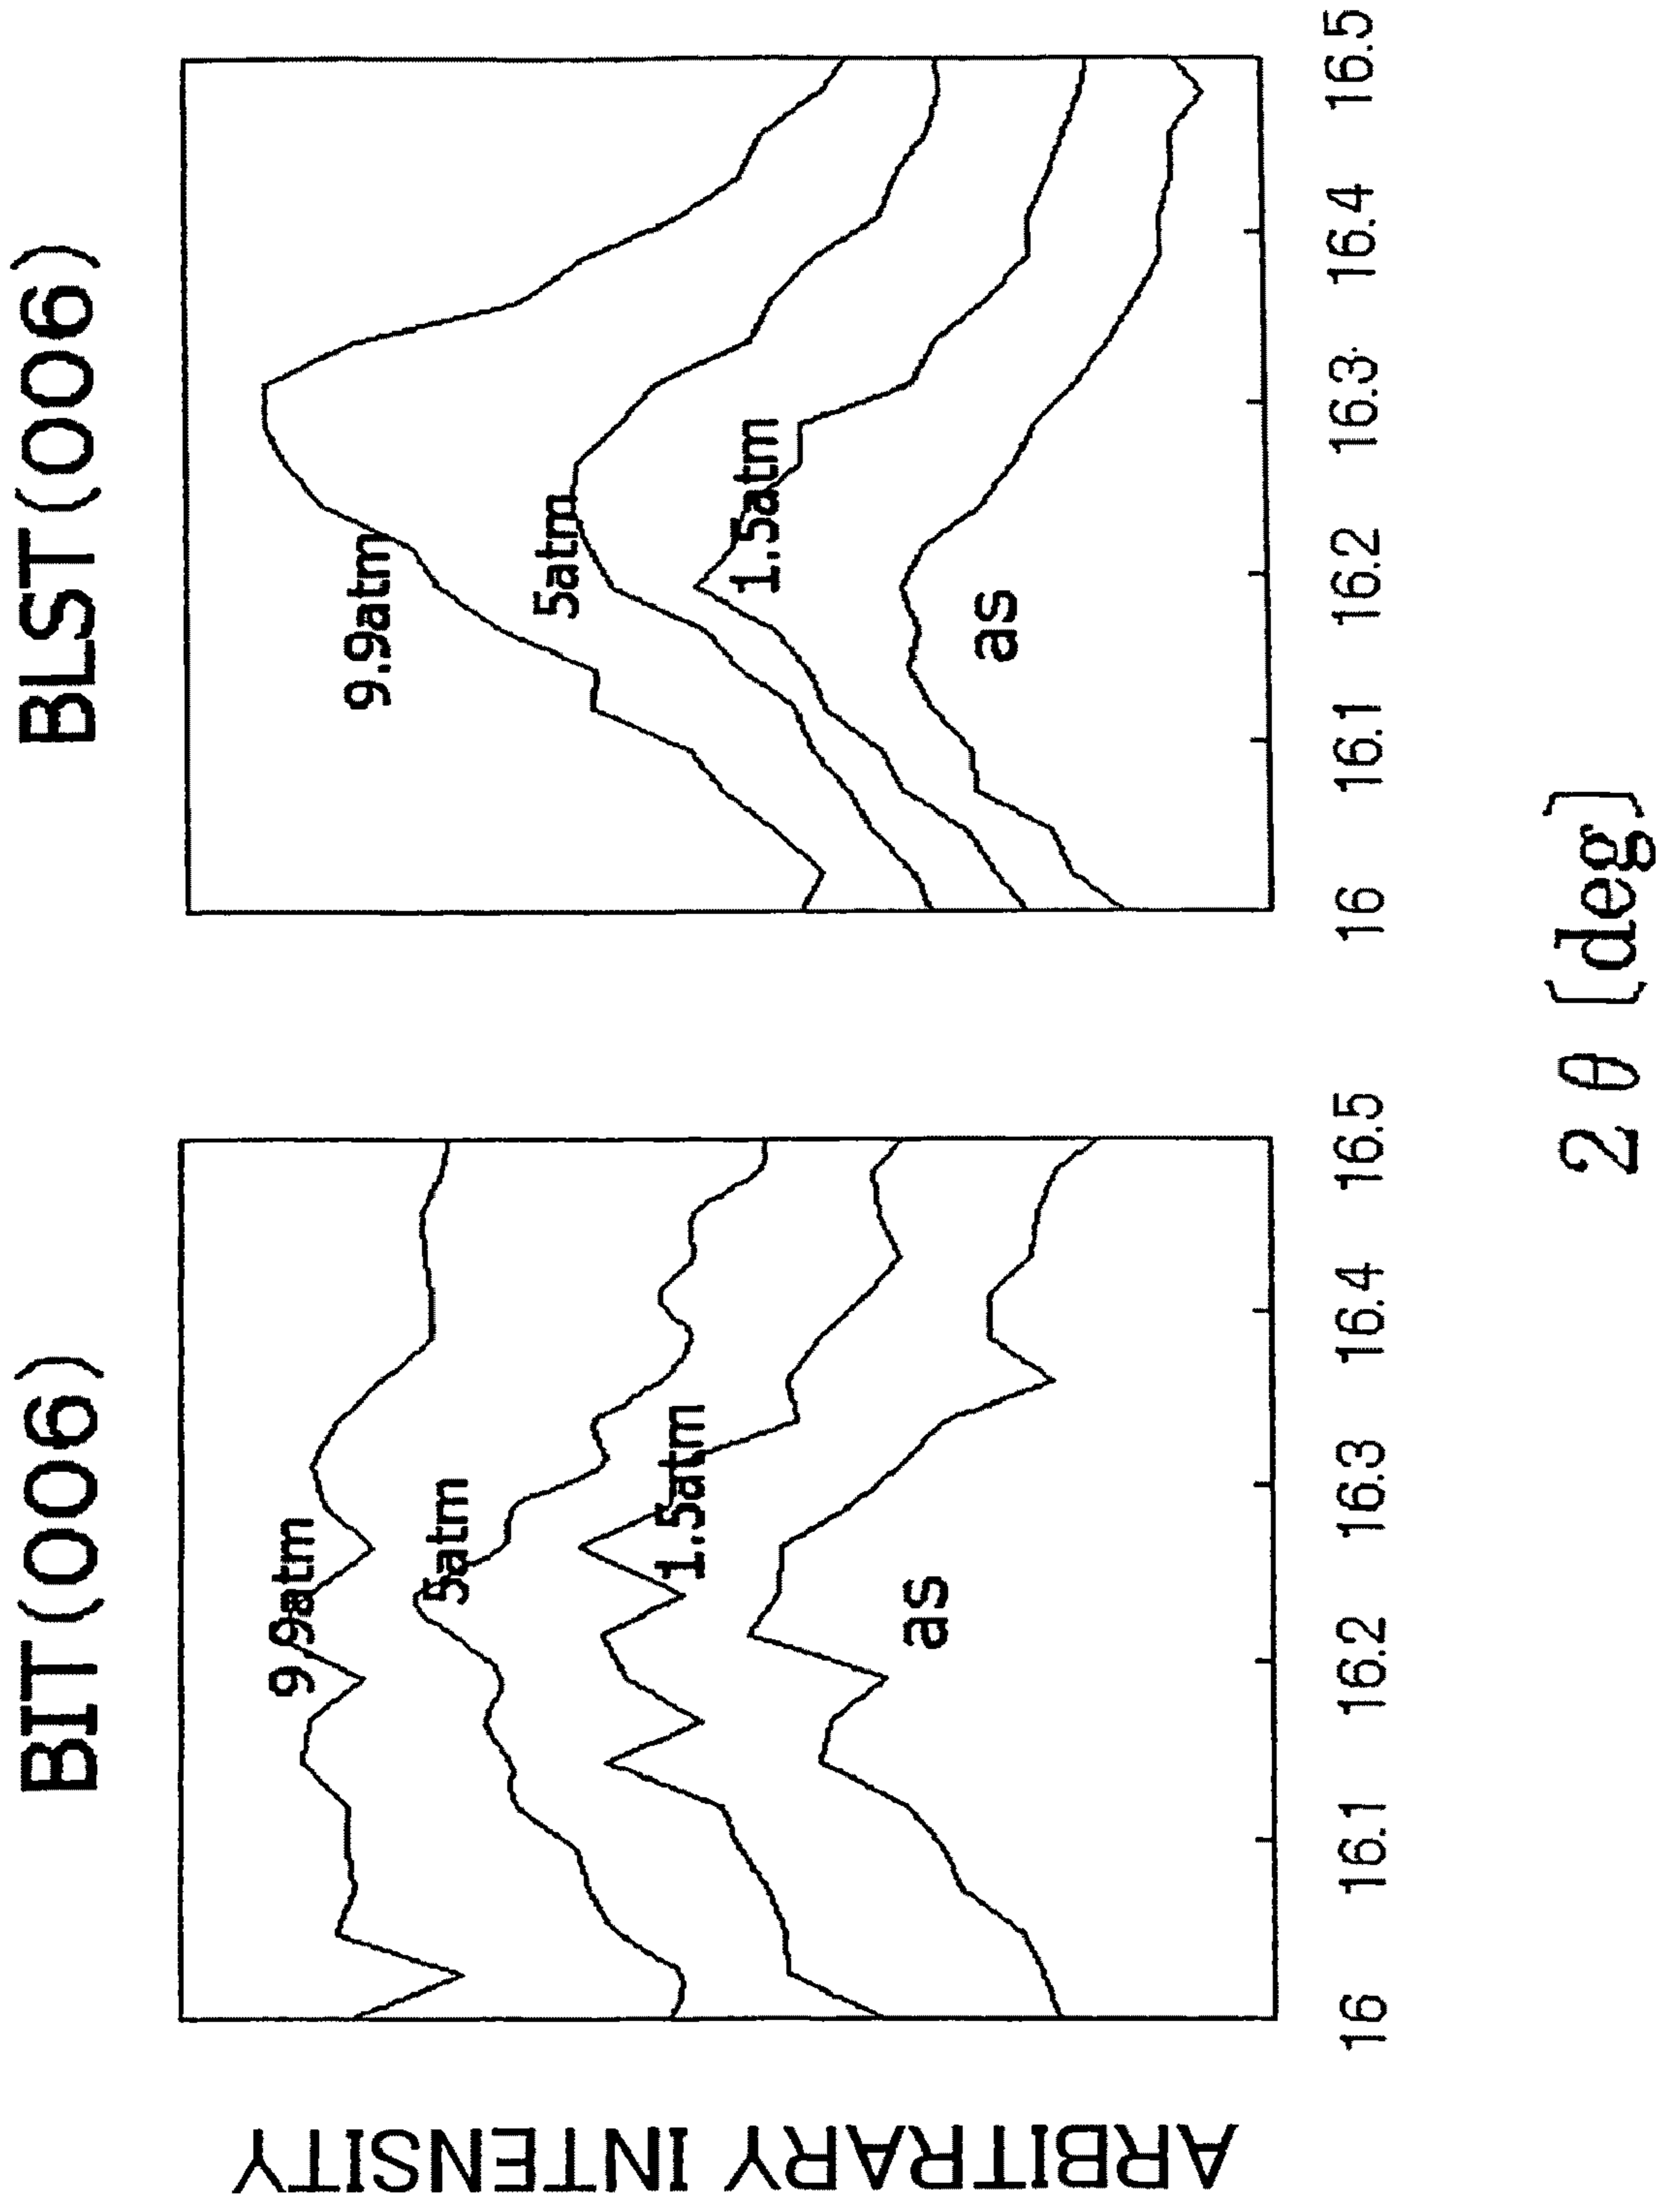 BIT(006)
BLST(006)
ARBITRARY INTENSITY
9.9atm
5atm
1.5atm
as
16 16.1 16.2 16.3 16.4 16.5
9.9atm
5atm
1.5atm
as
16 16.1 16.2 16.3 16.4 16.5
2θ [deg]